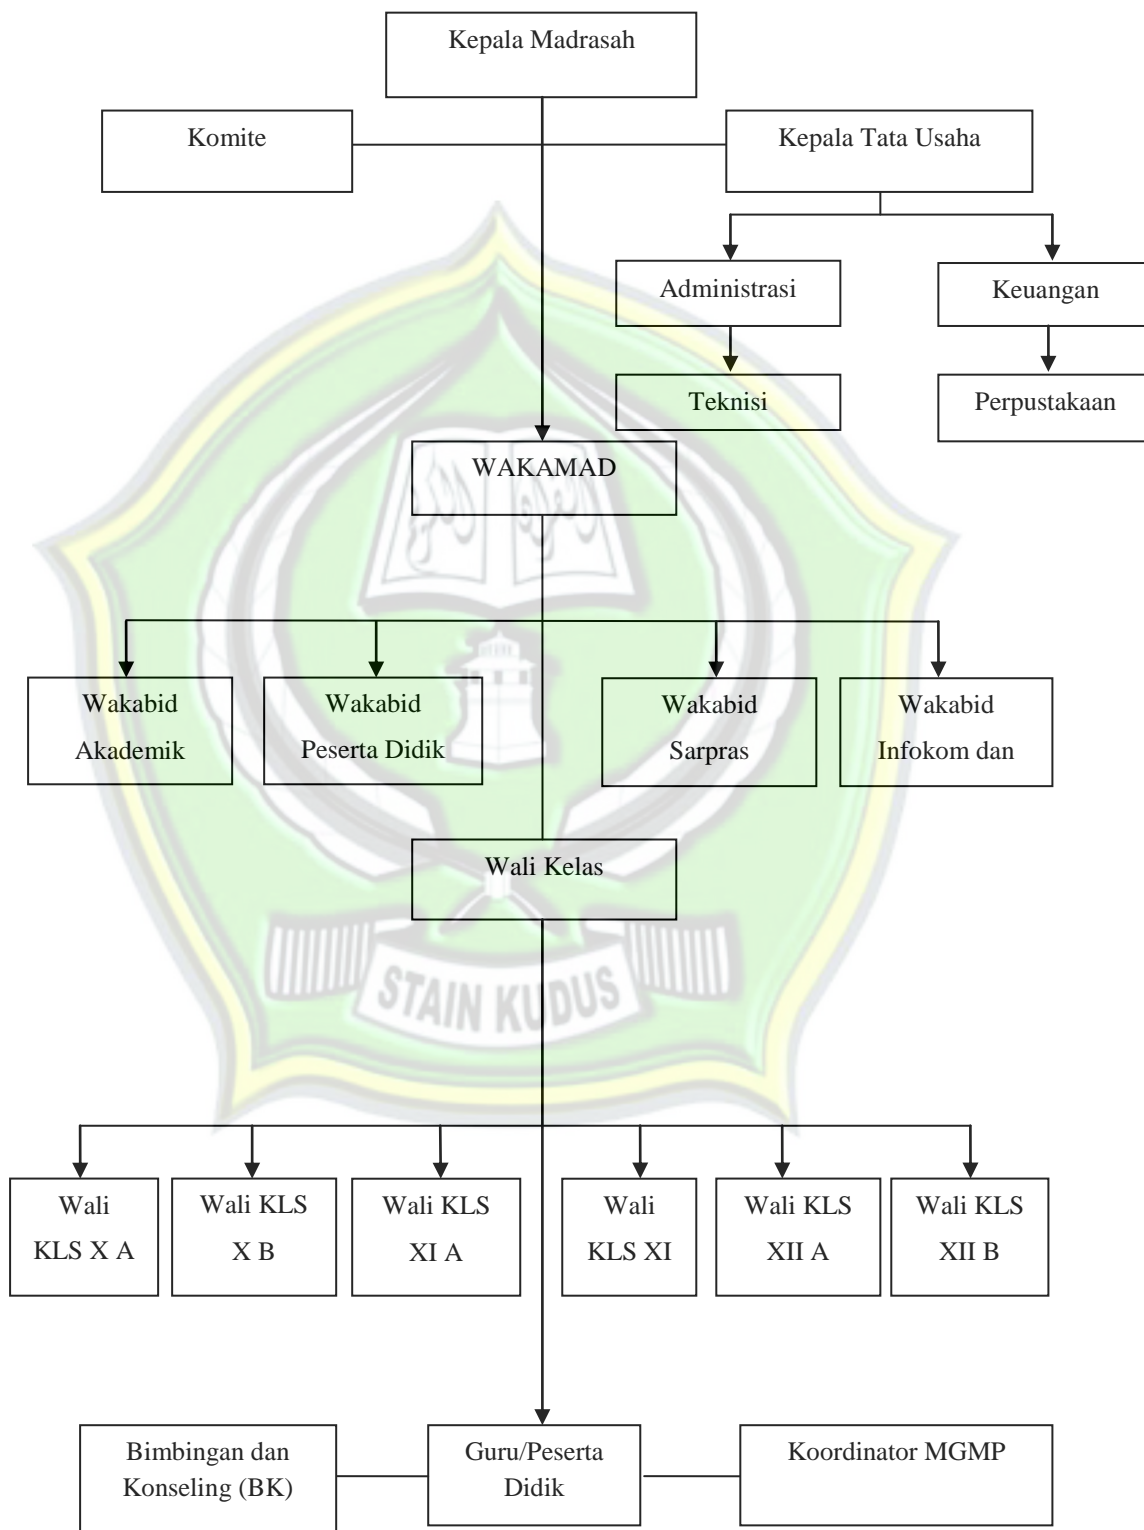 Kepala Madrasah
Komite
Kepala Tata Usaha
Administrasi
Keuangan
Teknisi
Perpustakaan
WAKAMAD
Wakabid
Akademik
Wakabid
Peserta Didik
Wakabid
Sarpras
Wakabid
Infokom dan
Wali Kelas
STAIN KUDUS
Wali
KLS X A
Wali KLS
X B
Wali KLS
XI A
Wali
KLS XI
Wali KLS
XII A
Wali KLS
XII B
Bimbingan dan
Konseling (BK)
Guru/Peserta
Didik
Koordinator MGMP